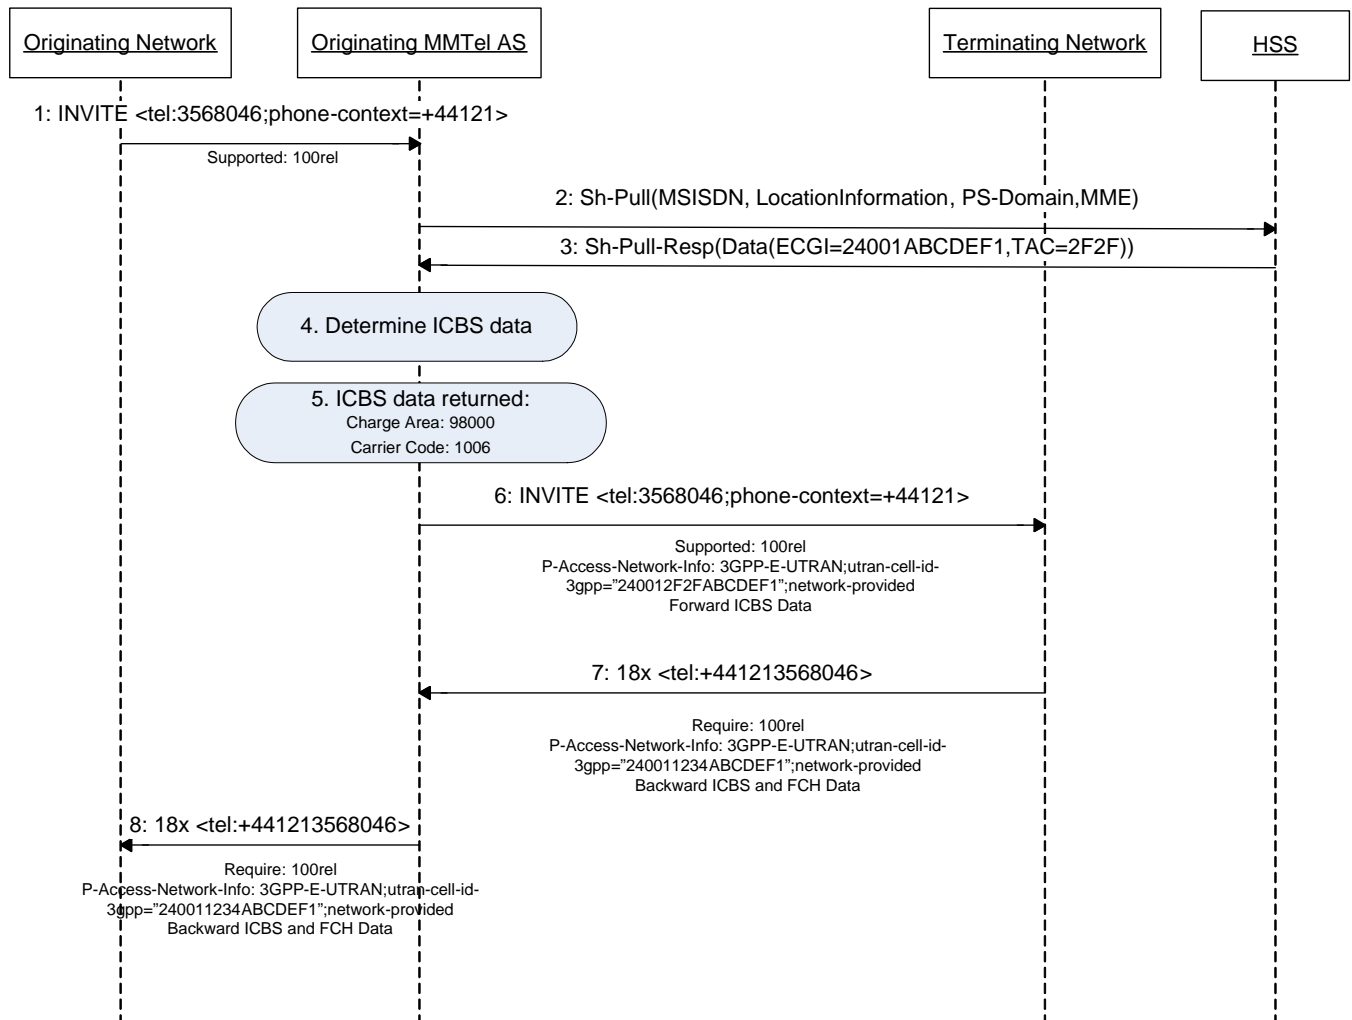 Originating Network
Originating MMTel AS
Terminating Network
HSS
1: INVITE <tel:3568046;phone-context=+44121>
Supported: 100rel
2: Sh-Pull(MSISDN, LocationInformation, PS-Domain,MME)
3: Sh-Pull-Resp(Data(ECGI=24001ABCDEF1,TAC=2F2F))
4. Determine ICBS data
5. ICBS data returned:
Charge Area: 98000
Carrier Code: 1006
6: INVITE <tel:3568046;phone-context=+44121>
Supported: 100rel
P-Access-Network-Info: 3GPP-E-UTRAN;utran-cell-id-
3gpp=”240012F2FABCDEF1”;network-provided
Forward ICBS Data
7: 18x <tel:+441213568046>
Require: 100rel
P-Access-Network-Info: 3GPP-E-UTRAN;utran-cell-id-
3gpp=”240011234ABCDEF1”;network-provided
Backward ICBS and FCH Data
8: 18x <tel:+441213568046>
Require: 100rel
P-Access-Network-Info: 3GPP-E-UTRAN;utran-cell-id-
3gpp=”240011234ABCDEF1”;network-provided
Backward ICBS and FCH Data